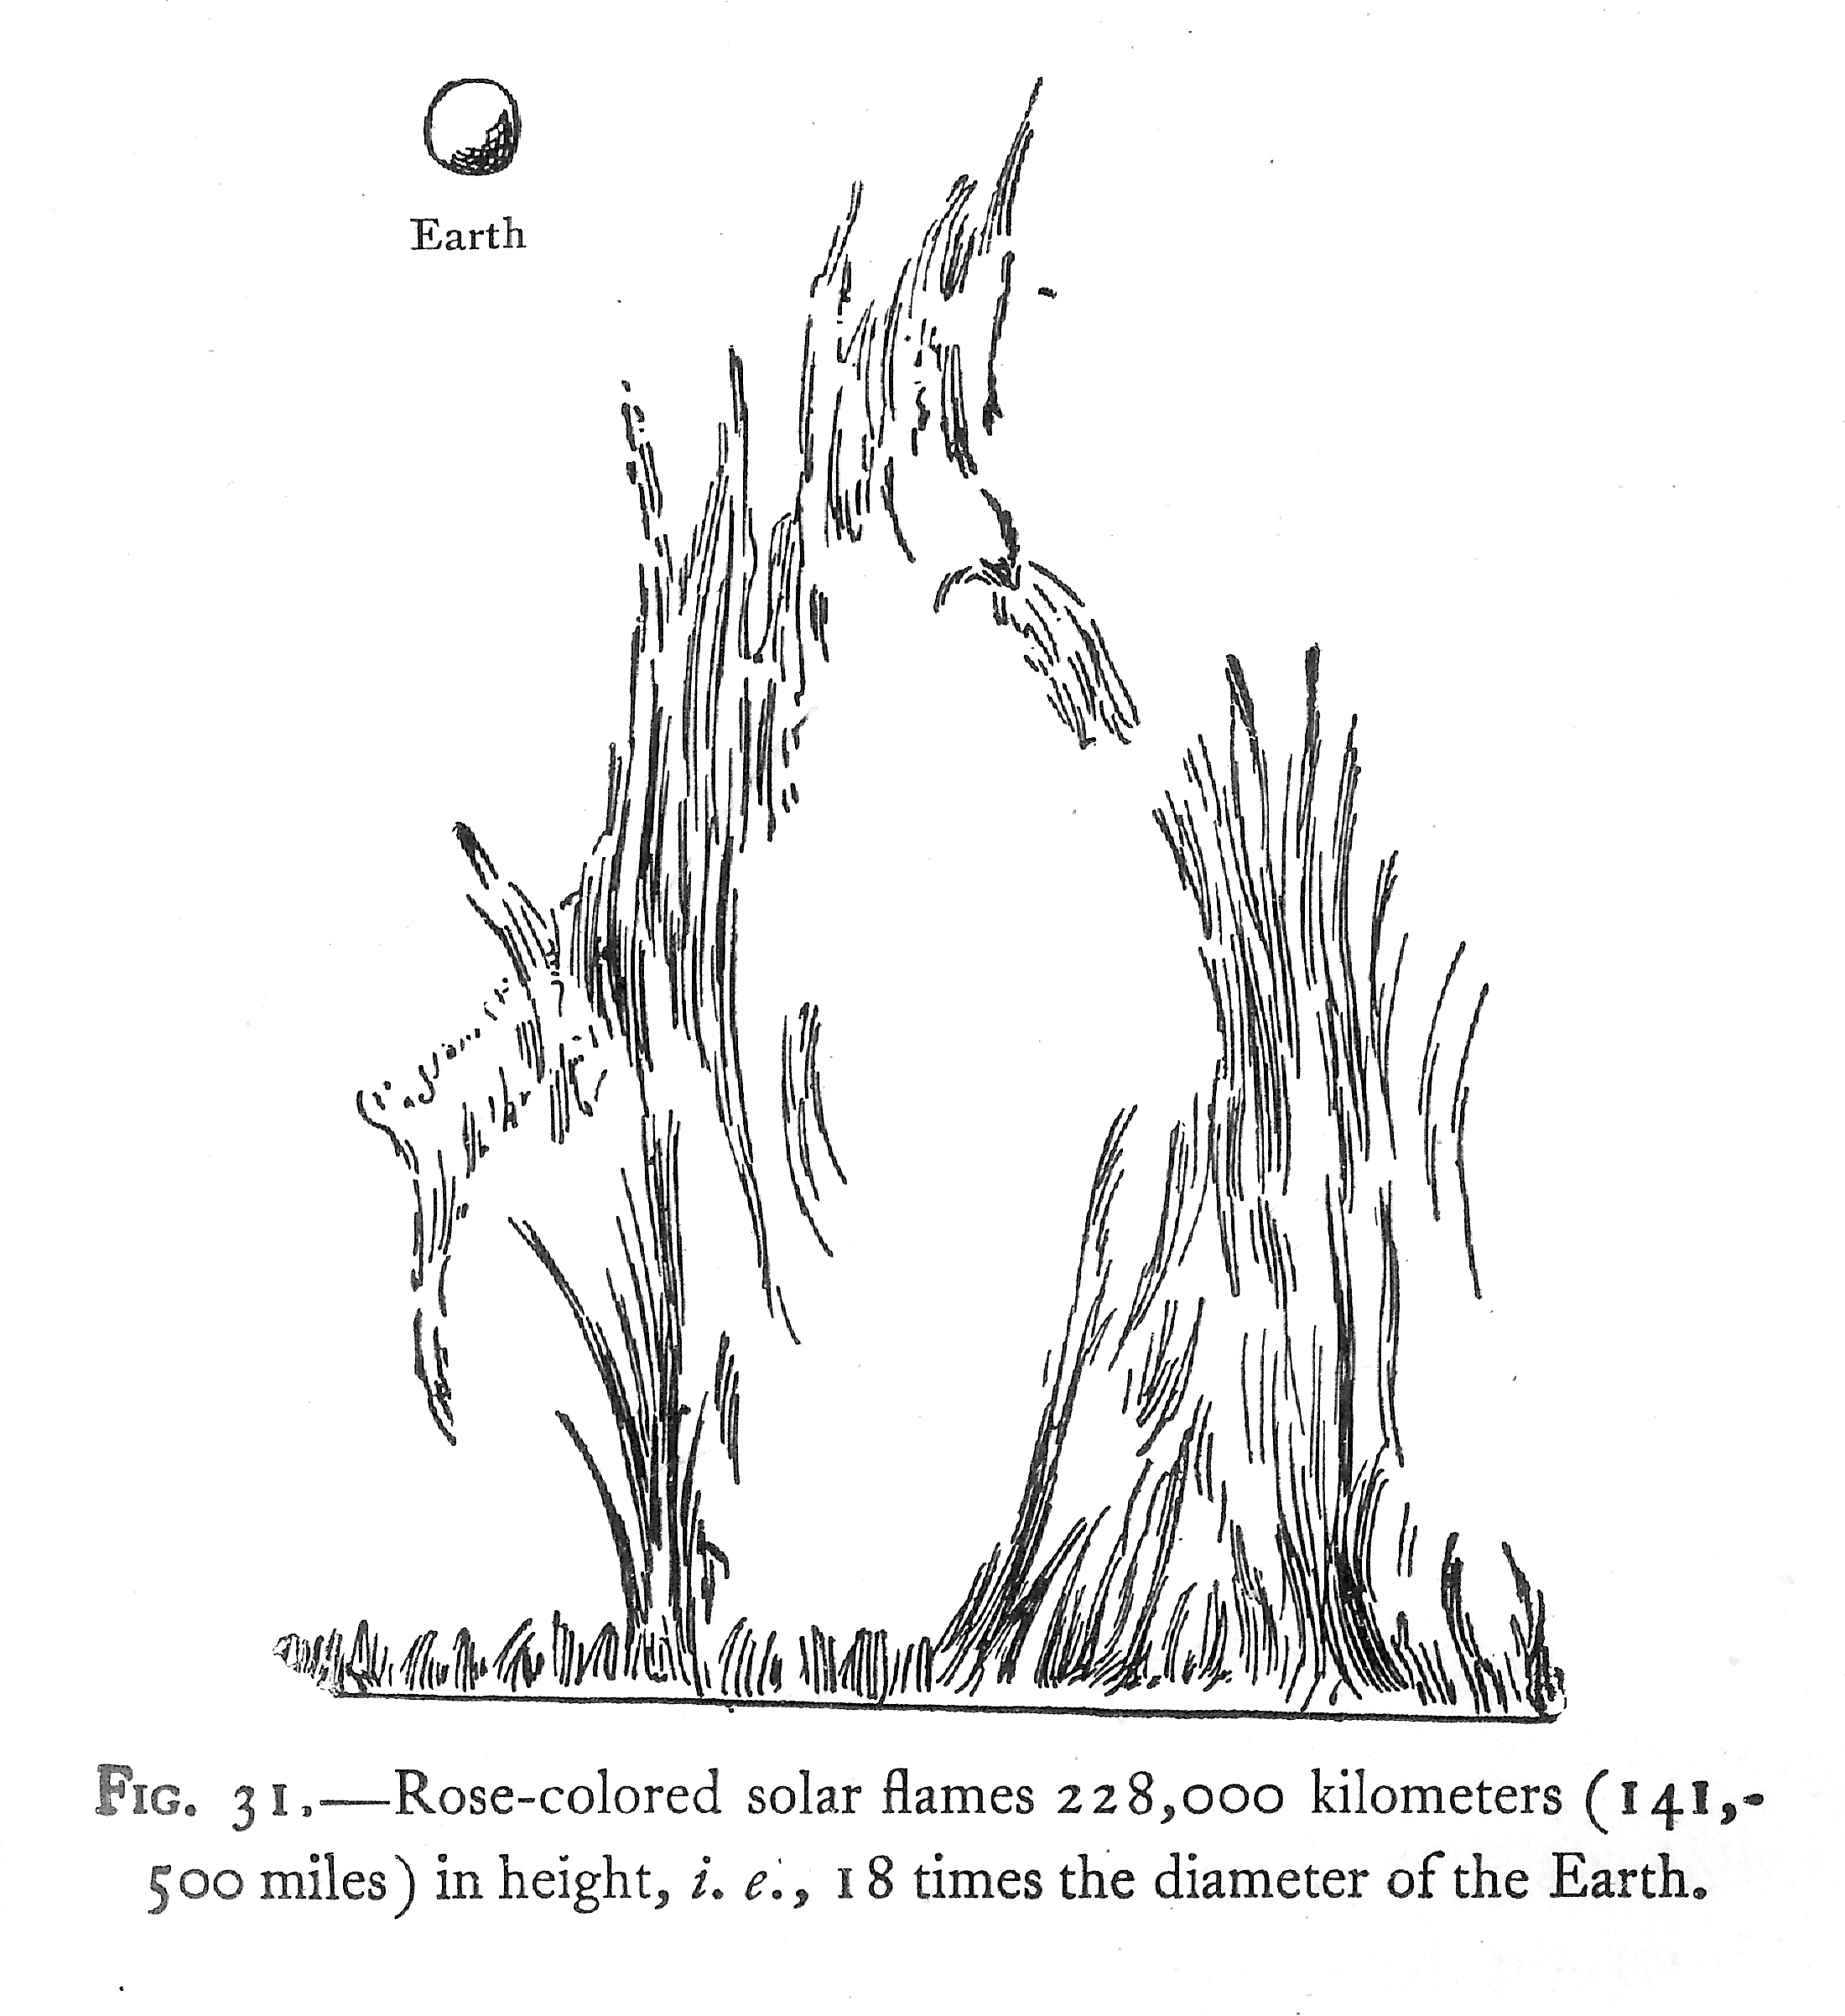 Earth
FIG. 31.—Rose-colored solar flames 228,000 kilometers (141,-
500 miles) in height, i. e., 18 times the diameter of the Earth.